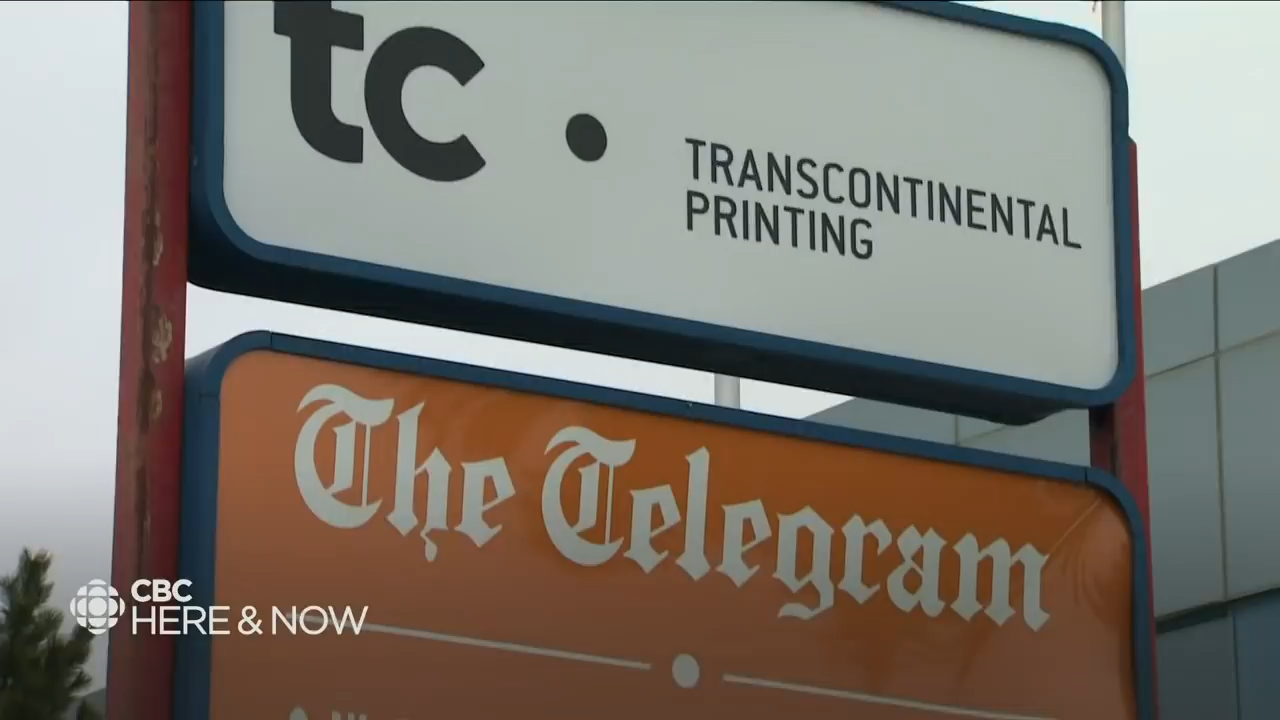 tc • TRANSCONTINENTAL
PRINTING
The Telegram
CBC
HERE & NOW